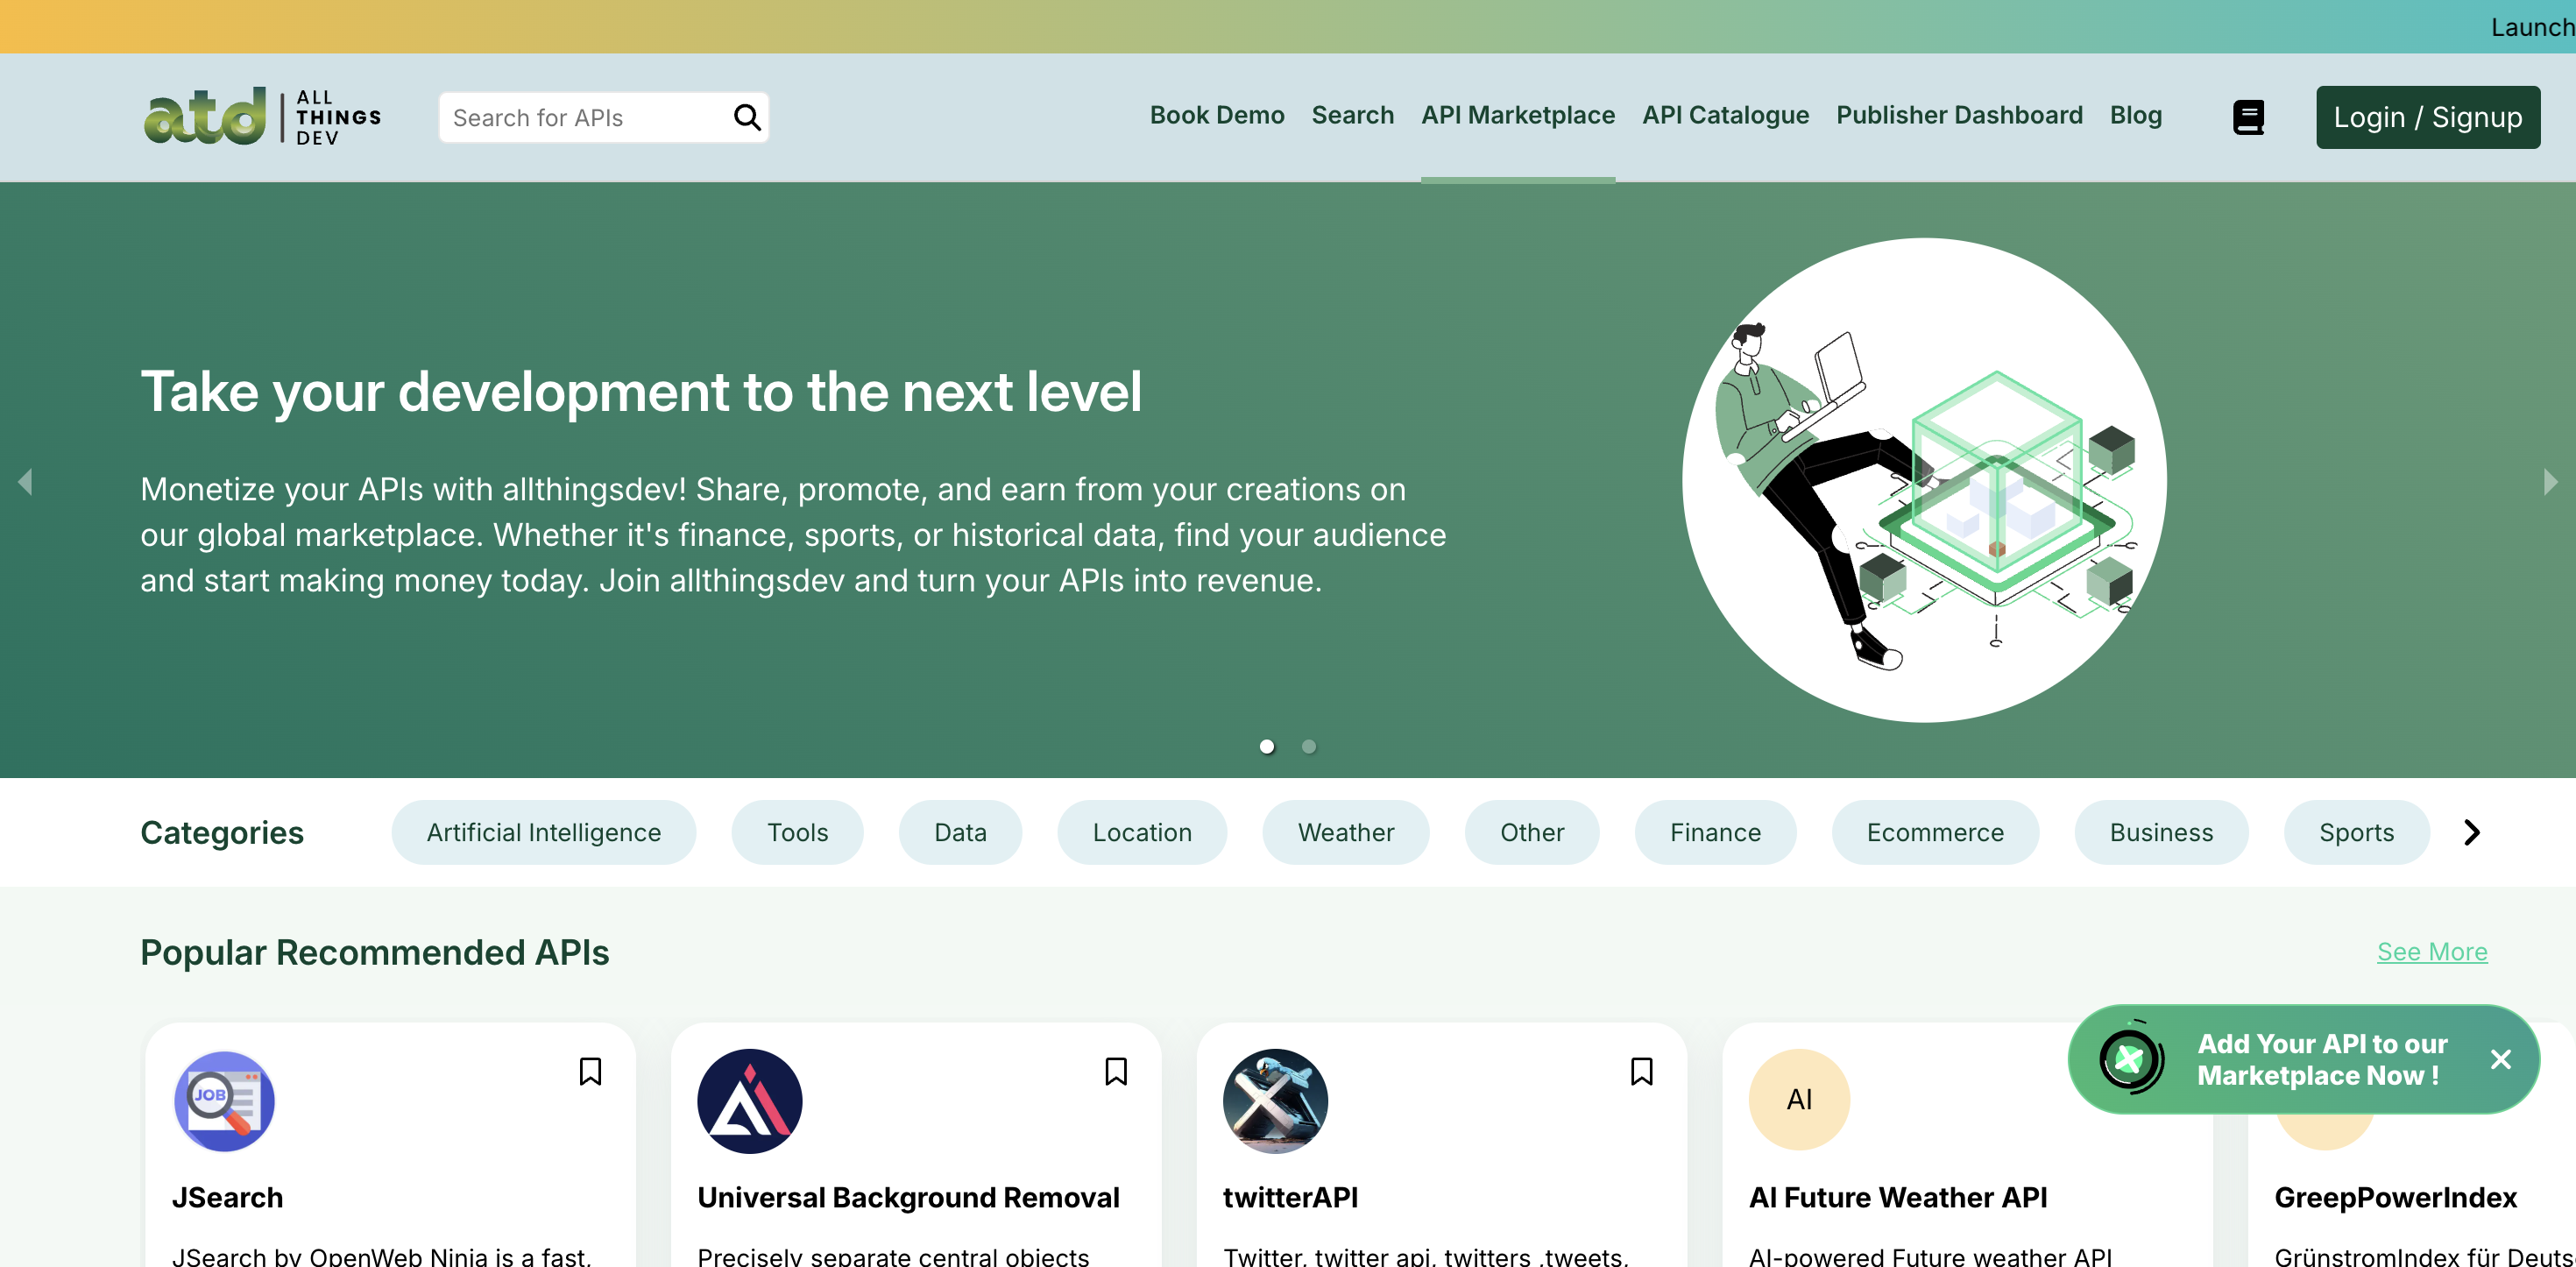 Launch
atd
ALL
THINGS
DEV
Search for APIs
Book Demo
Search
API Marketplace
API Catalogue
Publisher Dashboard
Blog
Login / Signup
Take your development to the next level
Monetize your APIs with allthingsdev! Share, promote, and earn from your creations on
our global marketplace. Whether it's finance, sports, or historical data, find your audience
and start making money today. Join allthingsdev and turn your APIs into revenue.
Categories
Artificial Intelligence
Tools
Data
Location
Weather
Other
Finance
Ecommerce
Business
Sports
Popular Recommended APIs
See More
Add Your API to our
Marketplace Now !
JOB
JSearch
JSearch by OpenWeb Ninja is a fast,
Universal Background Removal
Precisely separate central objects
twitterAPI
Twitter, twitter api, twitters ,tweets,
AI
AI Future Weather API
AI-powered Future weather API
GreepPowerIndex
GrünstromIndex für